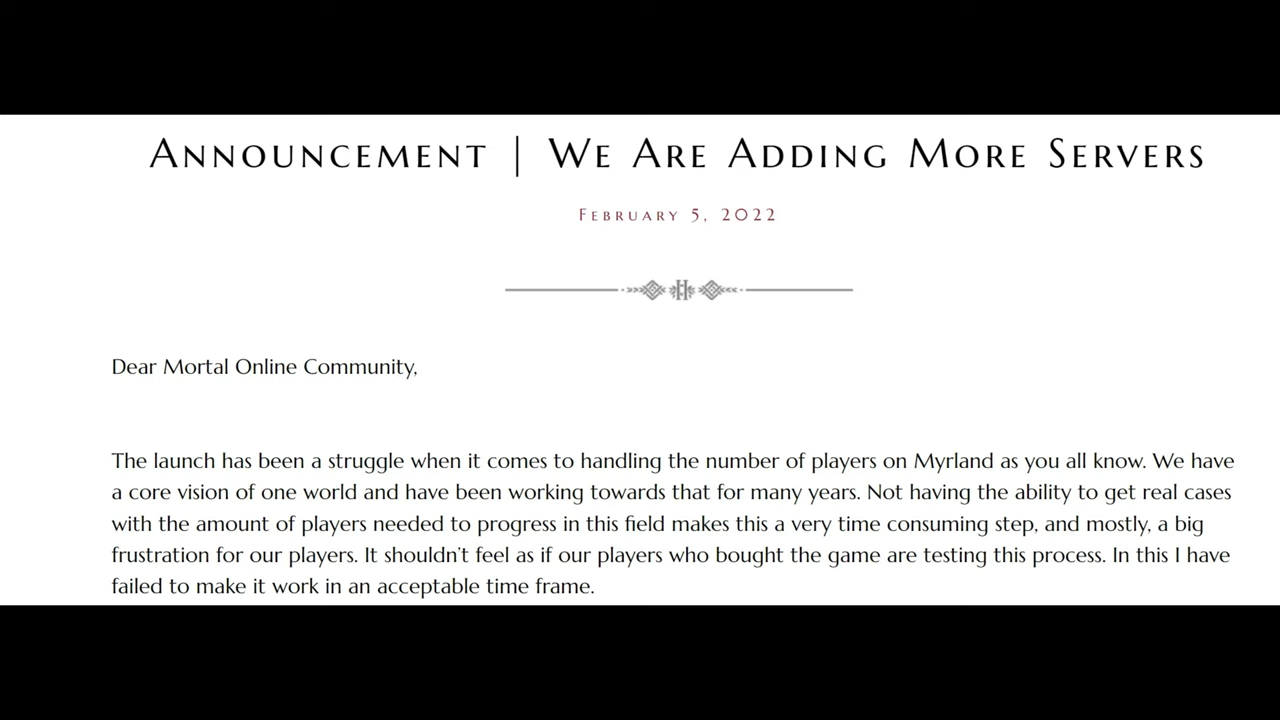 Announcement | We Are Adding More Servers
February 5, 2022
Dear Mortal Online Community,
The launch has been a struggle when it comes to handling the number of players on Myrland as you all know. We have
a core vision of one world and have been working towards that for many years. Not having the ability to get real cases
with the amount of players needed to progress in this field makes this a very time consuming step, and mostly, a big
frustration for our players. It shouldn't feel as if our players who bought the game are testing this process. In this I have
failed to make it work in an acceptable time frame.